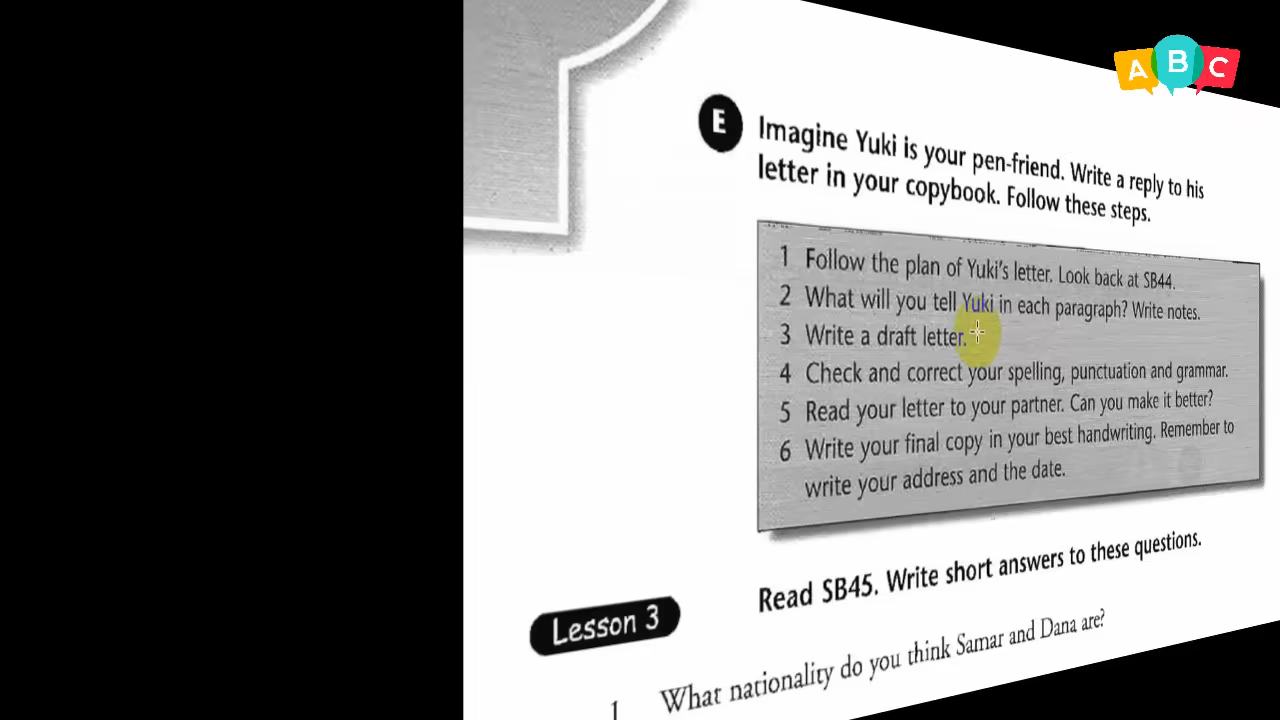 A B C
E Imagine Yuki is your pen-friend. Write a reply to his
letter in your copybook. Follow these steps.
1 Follow the plan of Yuki's letter. Look back at SB44.
2 What will you tell Yuki in each paragraph? Write notes.
3 Write a draft letter.
4 Check and correct your spelling, punctuation and grammar.
5 Read your letter to your partner. Can you make it better?
6 Write your final copy in your best handwriting. Remember to
write your address and the date.
Lesson 3 Read SB45. Write short answers to these questions.
1 What nationality do you think Samar and Dana are?